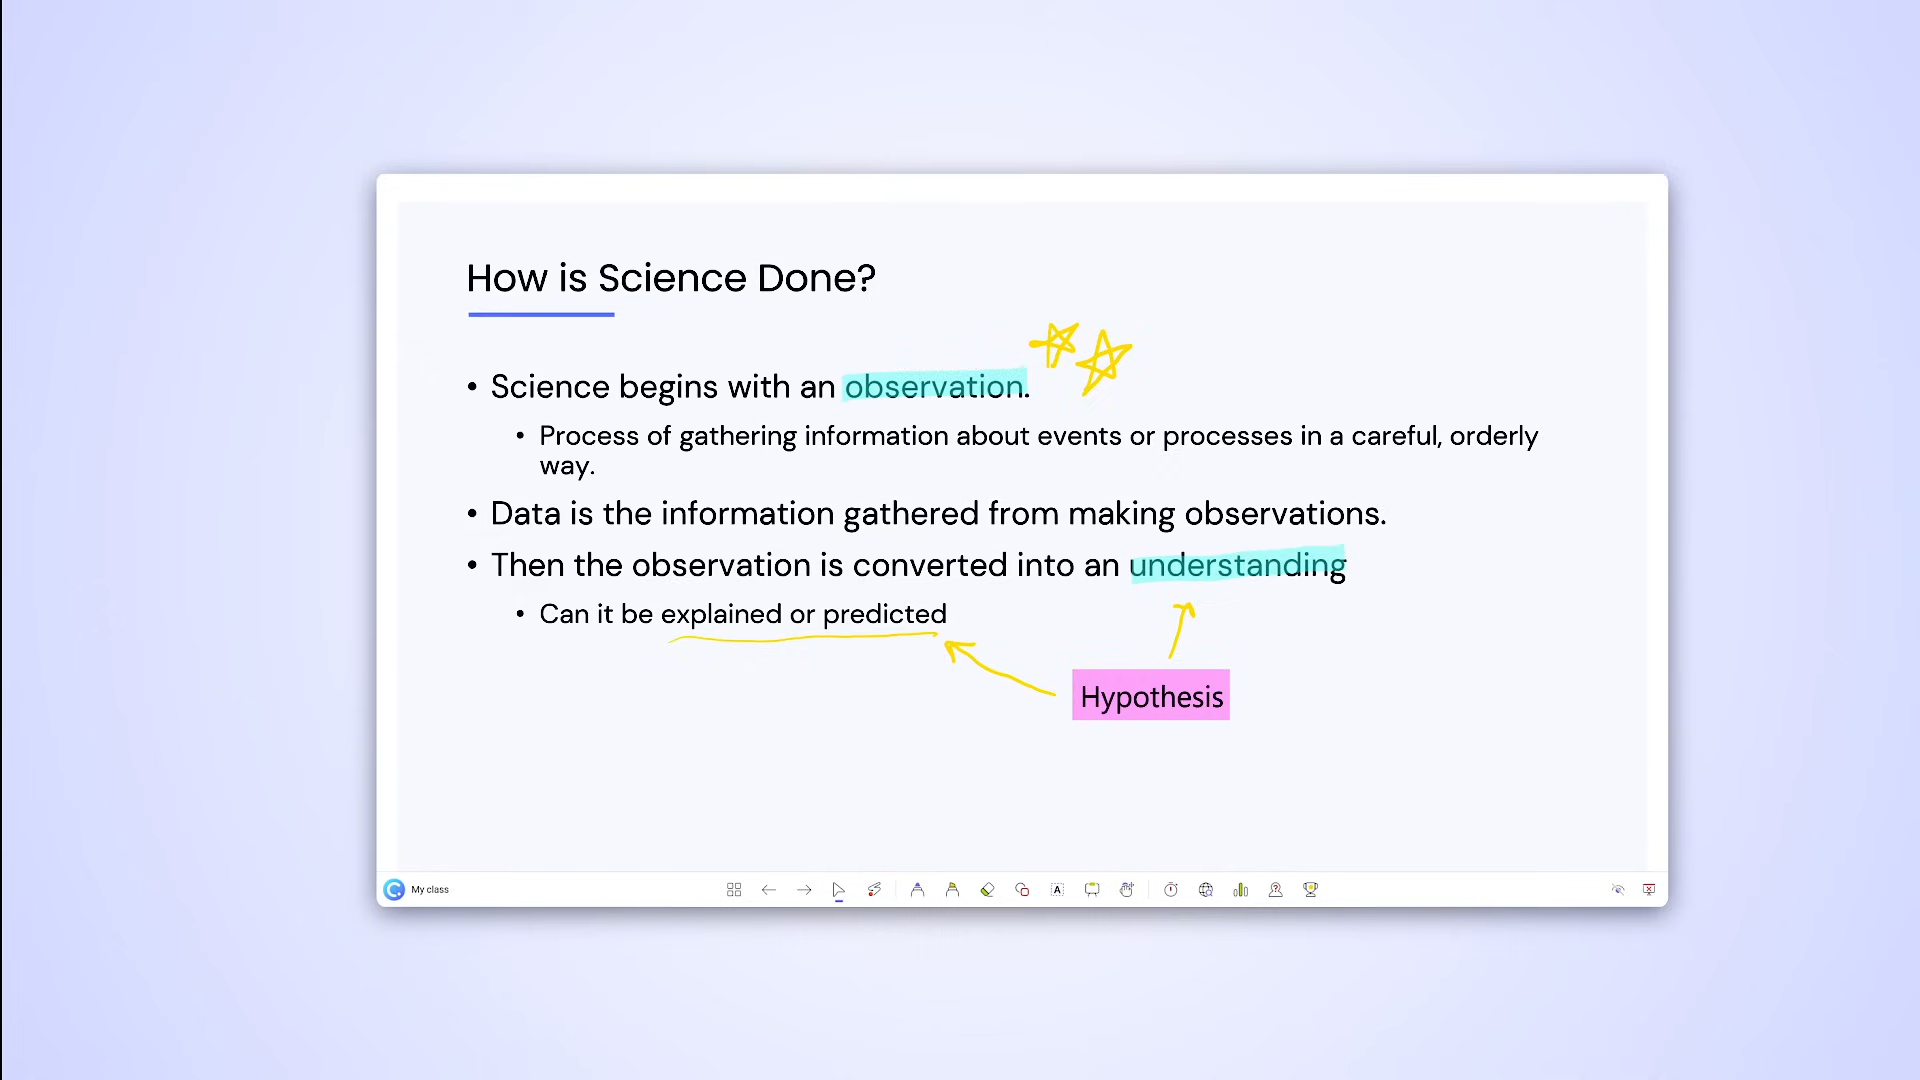 How is Science Done?
• Science begins with an observation.
• Process of gathering information about events or processes in a careful, orderly
way.
• Data is the information gathered from making observations.
• Then the observation is converted into an understanding
• Can it be explained or predicted
Hypothesis
My class
A